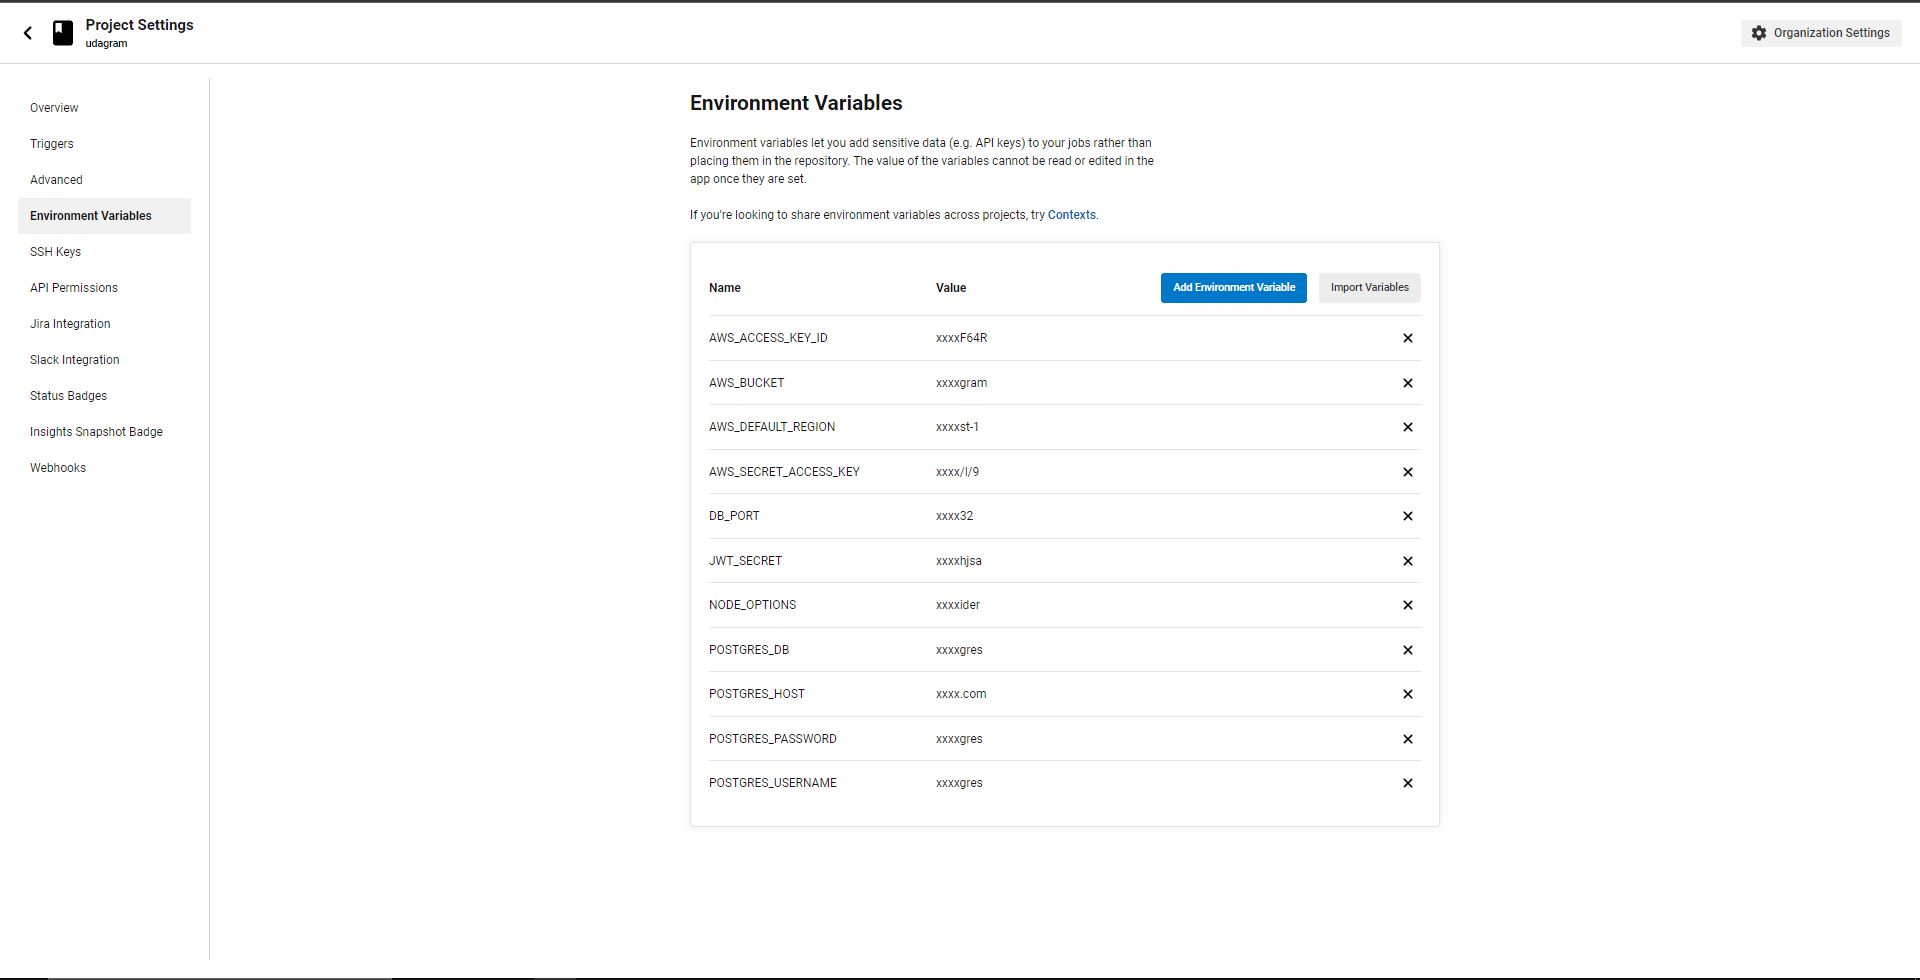 Project Settings
udagram
Organization Settings
Overview
Triggers
Advanced
Environment Variables
SSH Keys
API Permissions
Jira Integration
Slack Integration
Status Badges
Insights Snapshot Badge
Webhooks
Environment Variables
Environment variables let you add sensitive data (e.g. API keys) to your jobs rather than
placing them in the repository. The value of the variables cannot be read or edited in the
app once they are set.
If you're looking to share environment variables across projects, try Contexts.
Name Value Add Environment Variable Import Variables
AWS_ACCESS_KEY_ID xxxxF64R
AWS_BUCKET xxxxgram
AWS_DEFAULT_REGION xxxxst-1
AWS_SECRET_ACCESS_KEY xxxx/l/9
DB_PORT xxxx32
JWT_SECRET xxxxhjsa
NODE_OPTIONS xxxxider
POSTGRES_DB xxxxgres
POSTGRES_HOST xxxx.com
POSTGRES_PASSWORD xxxxgres
POSTGRES_USERNAME xxxxgres